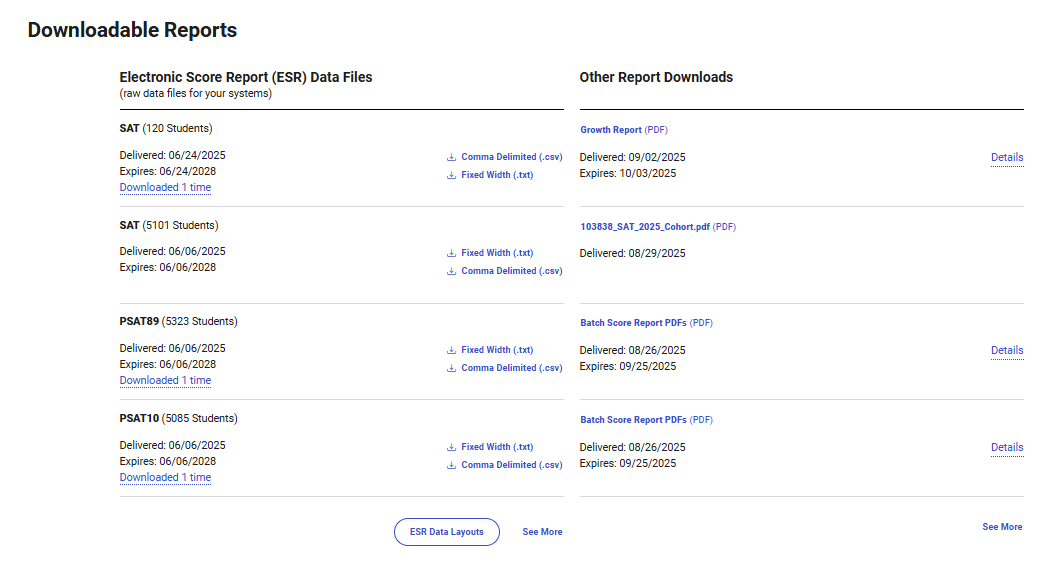 Downloadable Reports
Electronic Score Report (ESR) Data Files
(raw data files for your systems)
SAT (120 Students)
Delivered: 06/24/2025
Expires: 06/24/2028
Downloaded 1 time
Comma Delimited (.csv)
Fixed Width (.txt)
SAT (5101 Students)
Delivered: 06/06/2025
Expires: 06/06/2028
Fixed Width (.txt)
Comma Delimited (.csv)
PSAT89 (5323 Students)
Delivered: 06/06/2025
Expires: 06/06/2028
Downloaded 1 time
Fixed Width (.txt)
Comma Delimited (.csv)
PSAT10 (5085 Students)
Delivered: 06/06/2025
Expires: 06/06/2028
Downloaded 1 time
Fixed Width (.txt)
Comma Delimited (.csv)
ESR Data Layouts
See More
Other Report Downloads
Growth Report (PDF)
Delivered: 09/02/2025
Expires: 10/03/2025
Details
103838_SAT_2025_Cohort.pdf (PDF)
Delivered: 08/29/2025
Batch Score Report PDFs (PDF)
Delivered: 08/26/2025
Expires: 09/25/2025
Details
Batch Score Report PDFs (PDF)
Delivered: 08/26/2025
Expires: 09/25/2025
Details
See More